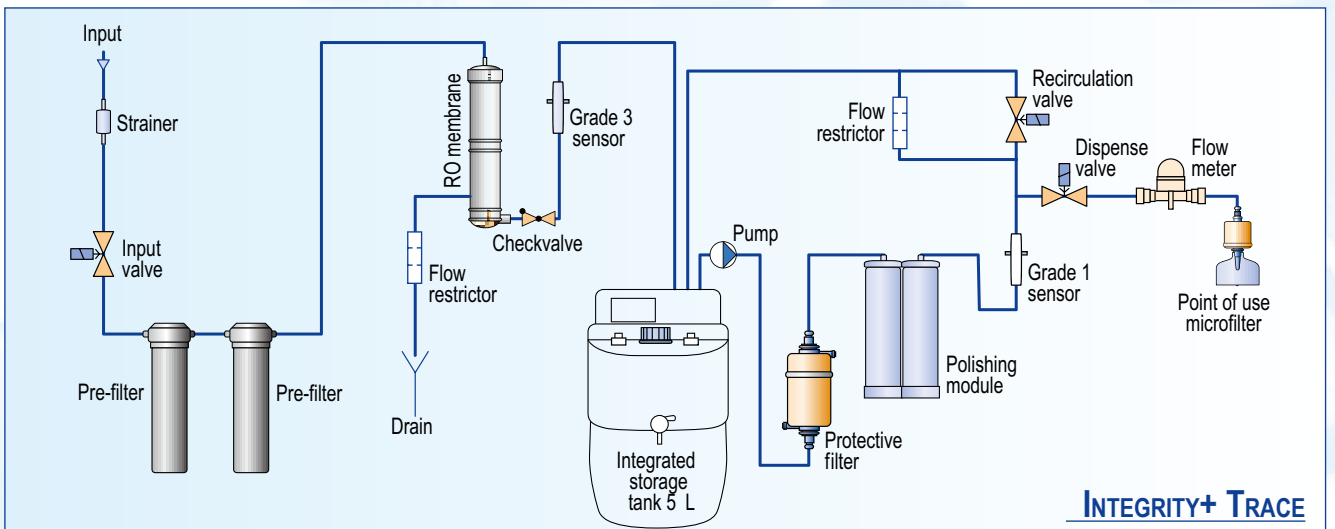 Input
Strainer
Input
valve
Pre-filter
Pre-filter
RO membrane
Flow
restrictor
Drain
Checkvalve
Grade 3
sensor
Integrated
storage
tank 5 L
Pump
Protective
filter
Polishing
module
Grade 1
sensor
Flow
restrictor
Recirculation
valve
Dispense
valve
Flow
meter
Point of use
microfilter
INTEGRITY+ TRACE